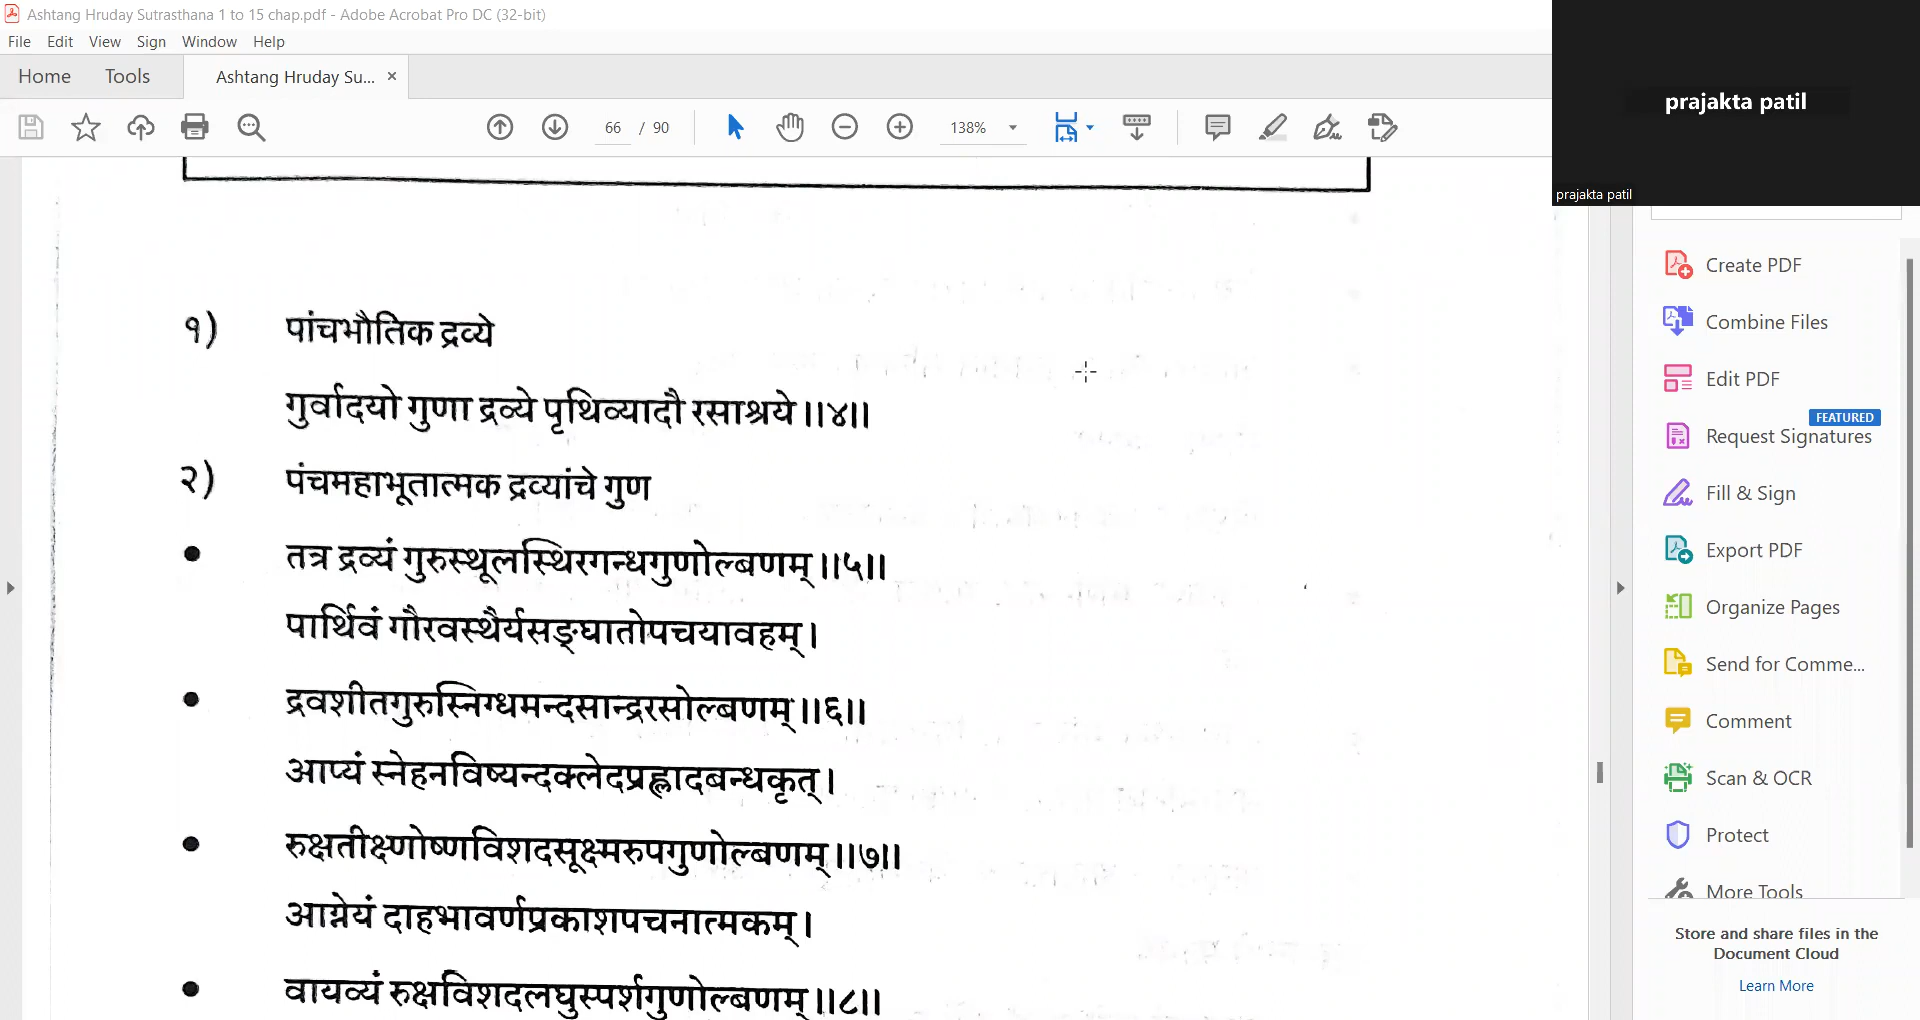 Ashtang Hruday Sutrasthana 1 to 15 chap.pdf - Adobe Acrobat Pro DC (32-bit)
File Edit View Sign Window Help
Home Tools Ashtang Hruday Su... ×
66 / 90 138%
prajakta patil
prajakta patil
१) पांचभौतिक द्रव्ये
गुर्वादयो गुणा द्रव्ये पृथिव्यादौ रसाश्रये॥४॥
२) पंचमहाभूतात्मक द्रव्यांचे गुण
• तत्र द्रव्यं गुरुस्थूलस्थिरगन्धगुणोल्बणम्॥५॥
पार्थिवं गौरवस्थैर्यसङ्घातोपचयावहम्।
• द्रवशीतगुरुस्निग्धमन्दसान्द्ररसोल्बणम्॥६॥
आप्यं स्नेहनविष्यन्दक्लेदप्रह्लादबन्धकृत्।
• रुक्षतीक्ष्णोष्णविशदसूक्ष्मरुपगुणोल्बणम्॥७॥
आग्नेयं दाहभावर्णप्रकाशपचनात्मकम्।
• वायव्यं रुक्षविशदलघुस्पर्शगुणोल्बणम्॥८॥
Create PDF
Combine Files
Edit PDF
FEATURED
Request Signatures
Fill & Sign
Export PDF
Organize Pages
Send for Comme...
Comment
Scan & OCR
Protect
More Tools
Store and share files in the
Document Cloud
Learn More